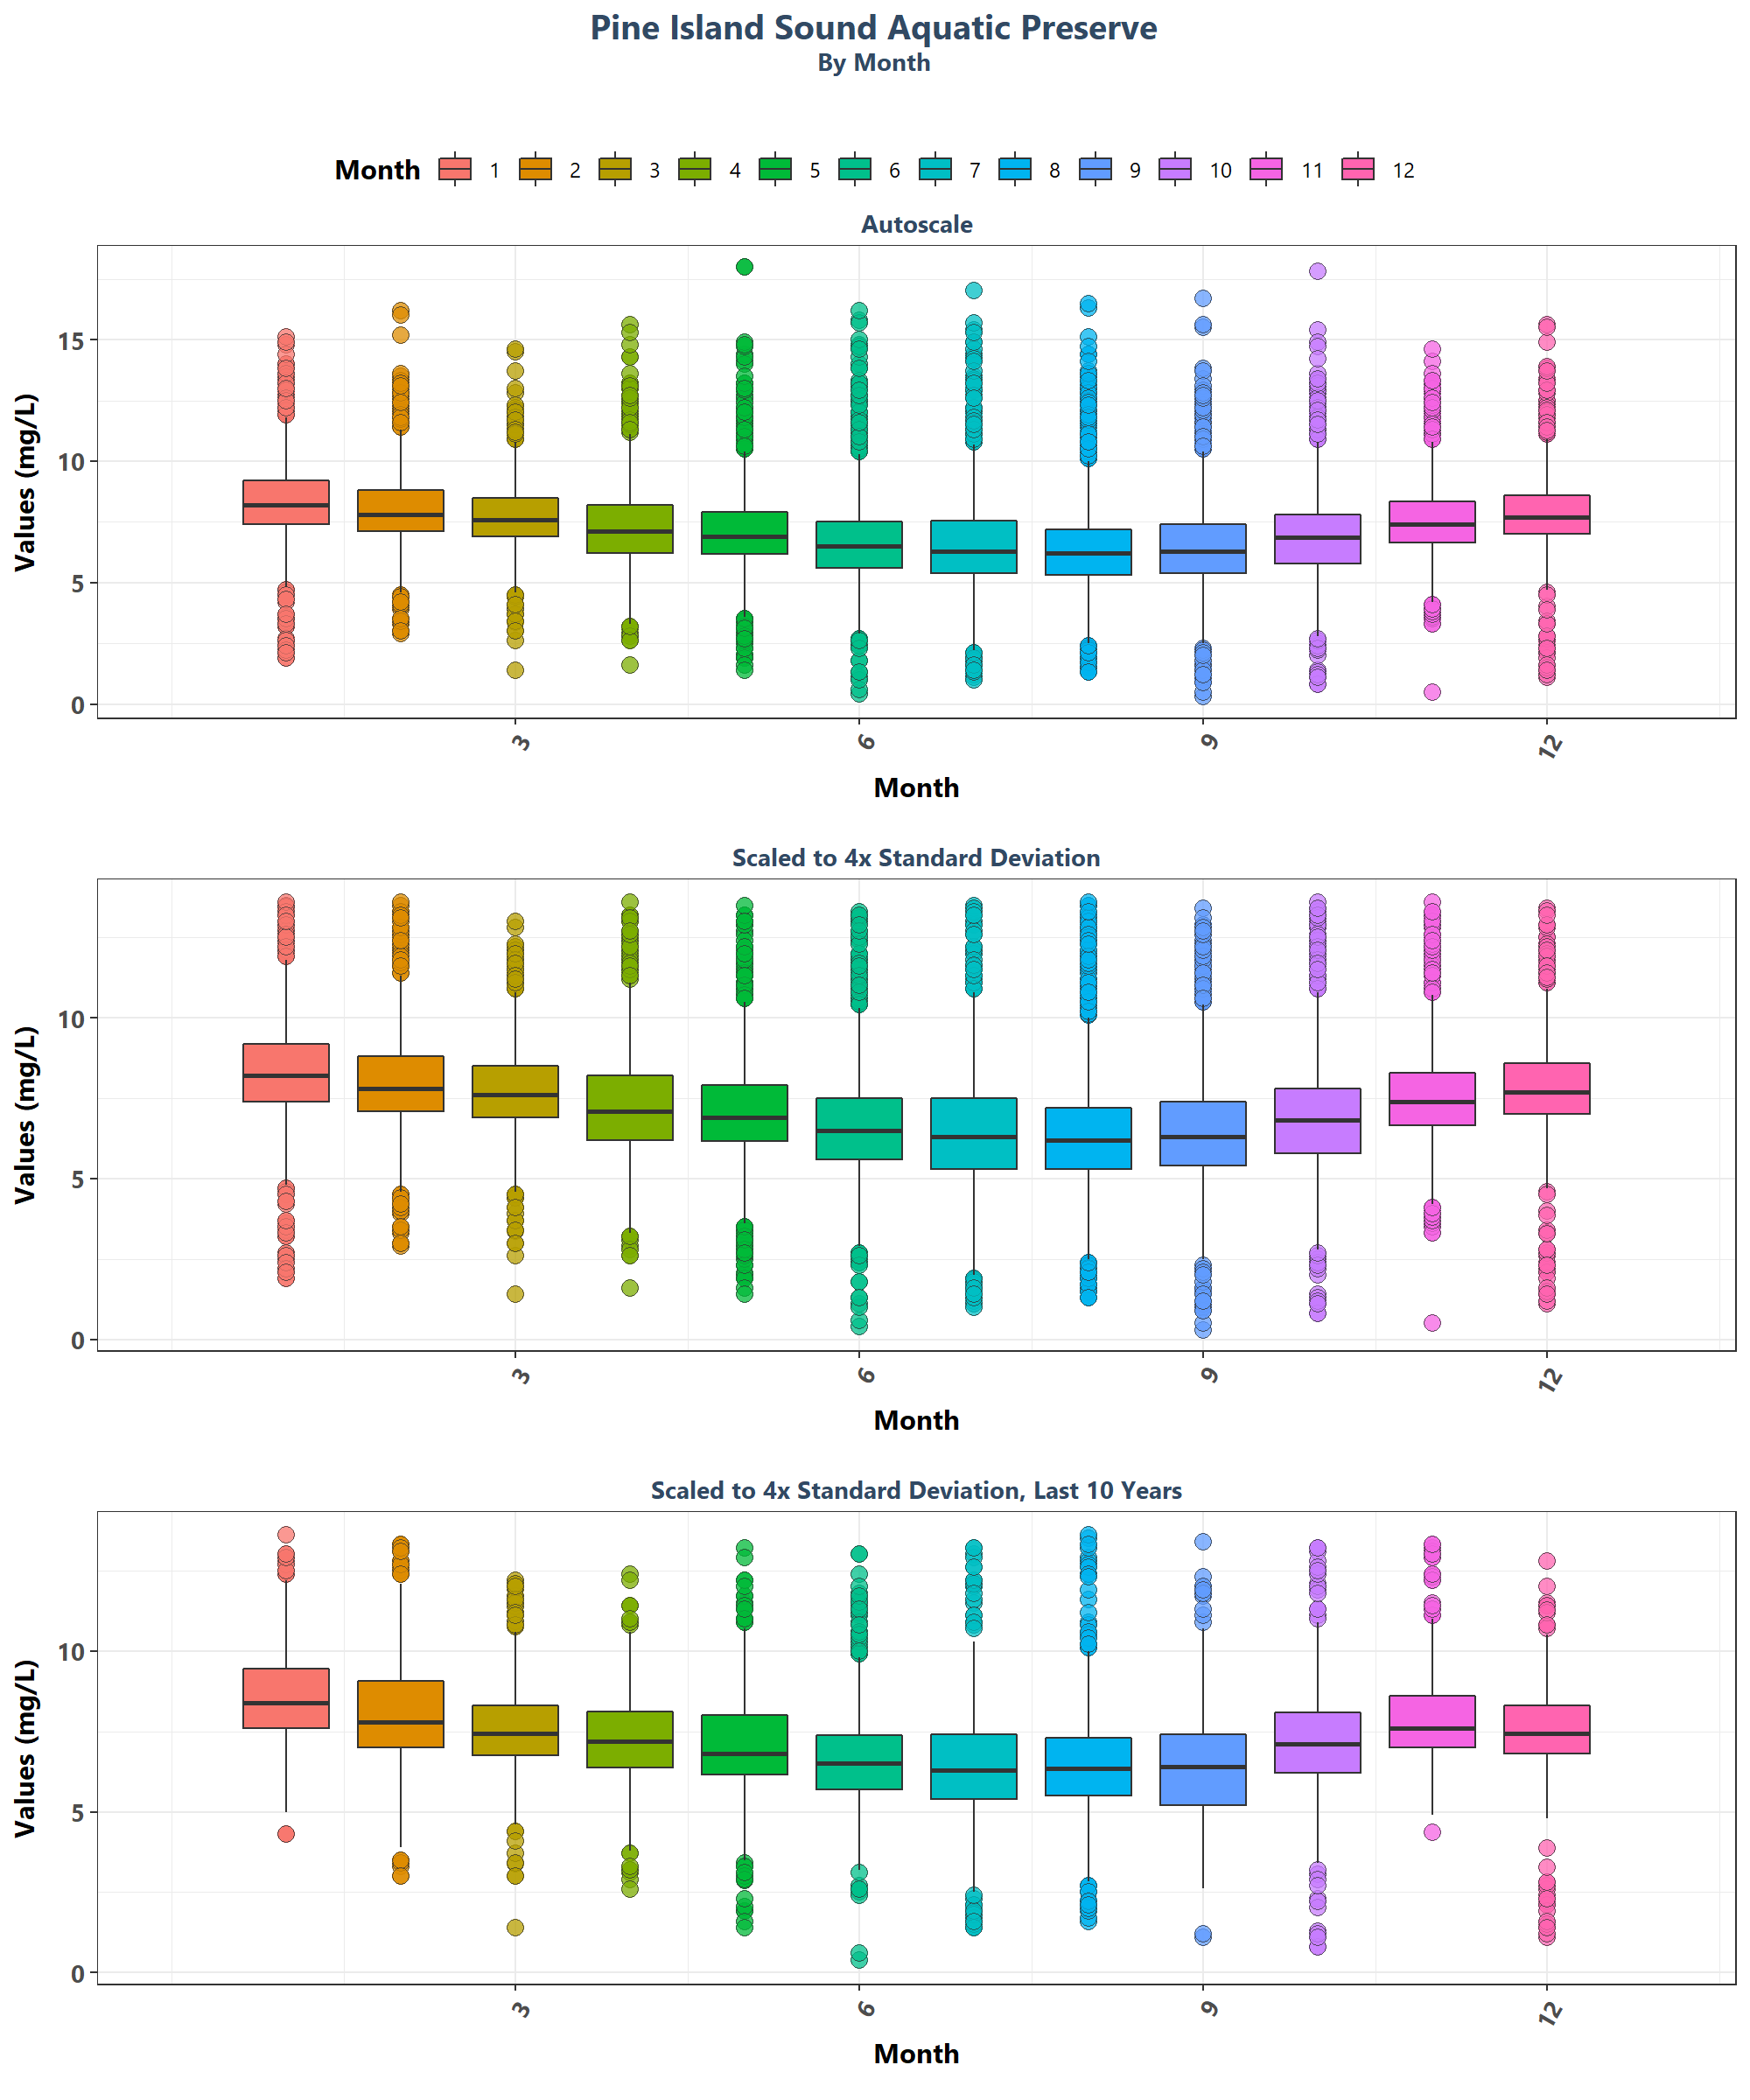 Pine Island Sound Aquatic Preserve
By Month
Month 1 2 3 4 5 6 7 8 9 10 11 12
Autoscale
Values (mg/L)
15
10
5
0
3 6 9 12
Month
Scaled to 4x Standard Deviation
Values (mg/L)
10
5
0
3 6 9 12
Month
Scaled to 4x Standard Deviation, Last 10 Years
Values (mg/L)
10
5
0
3 6 9 12
Month